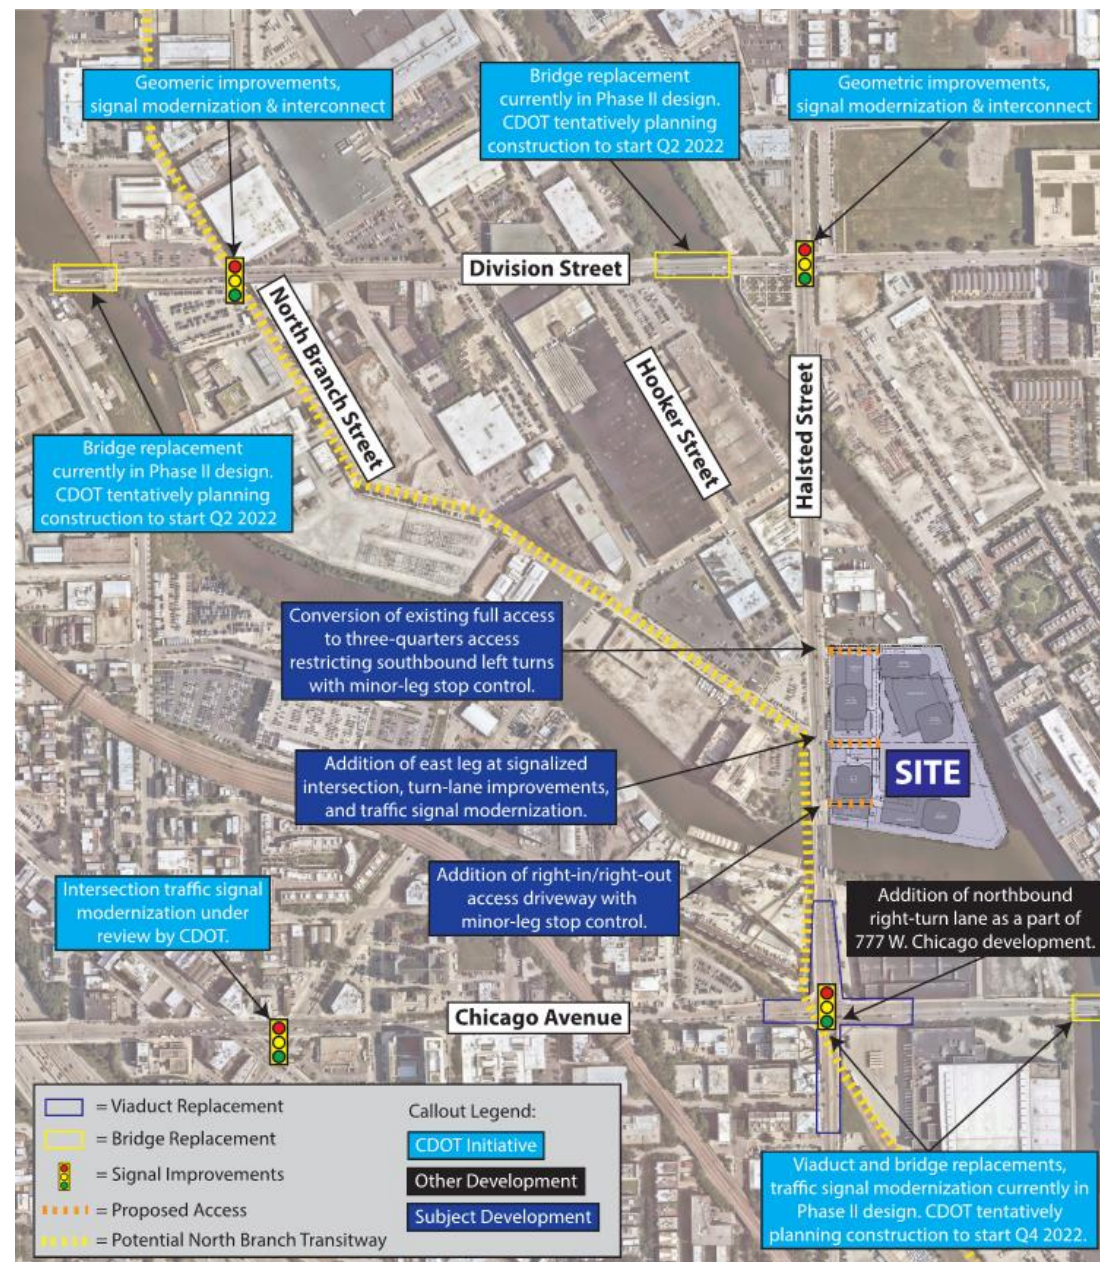 Geomeric improvements,
signal modernization & interconnect
Bridge replacement
currently in Phase II design.
CDOT tentatively planning
construction to start Q2 2022
Geometric improvements,
signal modernization & interconnect
Division Street
North Branch Street
Hooker Street
Halsted Street
Bridge replacement
currently in Phase II design.
CDOT tentatively planning
construction to start Q2 2022
Conversion of existing full access
to three-quarters access
restricting southbound left turns
with minor-leg stop control.
Addition of east leg at signalized
intersection, turn-lane improvements,
and traffic signal modernization.
SITE
Addition of right-in/right-out
access driveway with
minor-leg stop control.
Intersection traffic signal
modernization under
review by CDOT.
Addition of northbound
right-turn lane as a part of
777 W. Chicago development.
Chicago Avenue
= Viaduct Replacement
= Bridge Replacement
= Signal Improvements
= Proposed Access
= Potential North Branch Transitway
Callout Legend:
CDOT Initiative
Other Development
Subject Development
Viaduct and bridge replacements,
traffic signal modernization currently in
Phase II design. CDOT tentatively
planning construction to start Q4 2022.